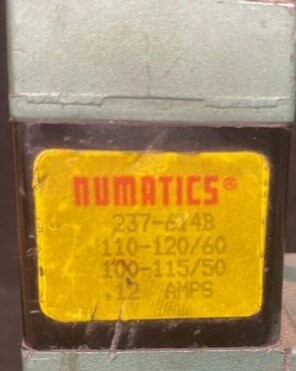 NUMATICS®
237-614B
110-120/60
100-115/50
.12 AMPS